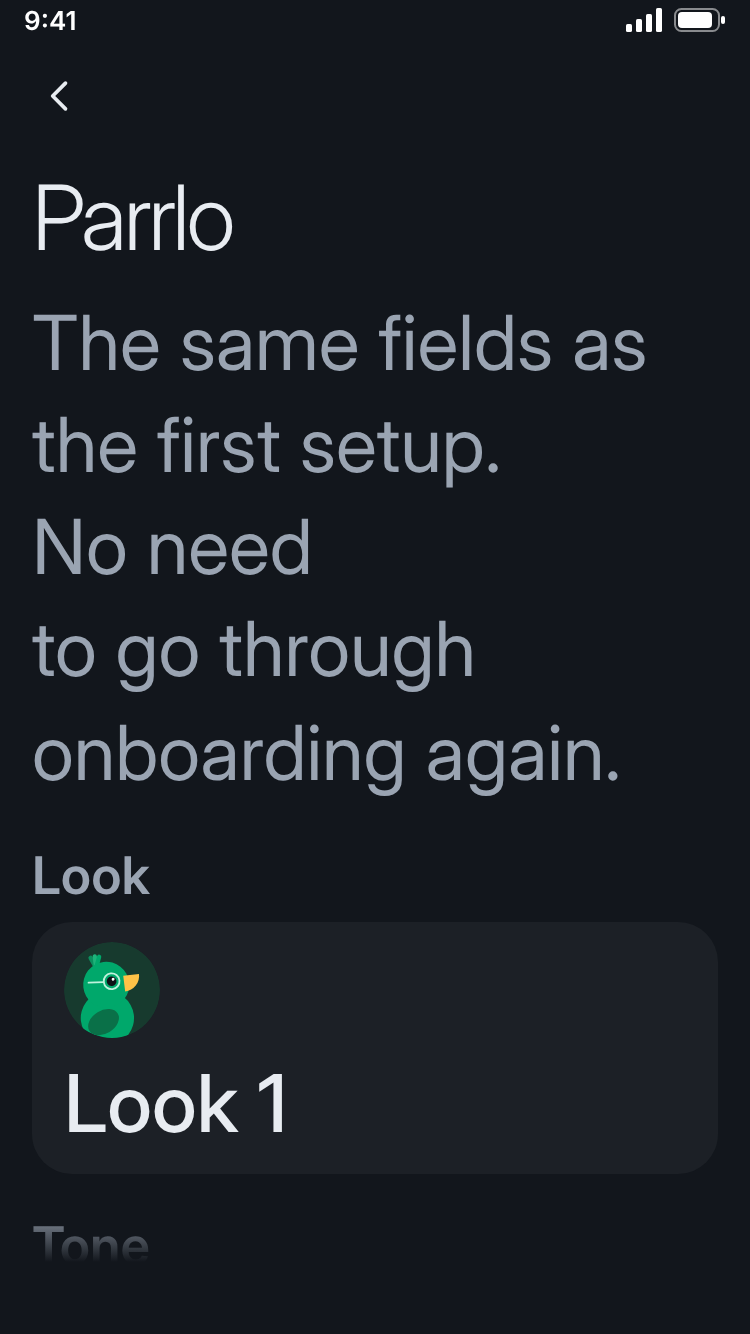 9:41
Parrlo
The same fields as
the first setup.
No need
to go through
onboarding again.
Look
Look 1
Tone